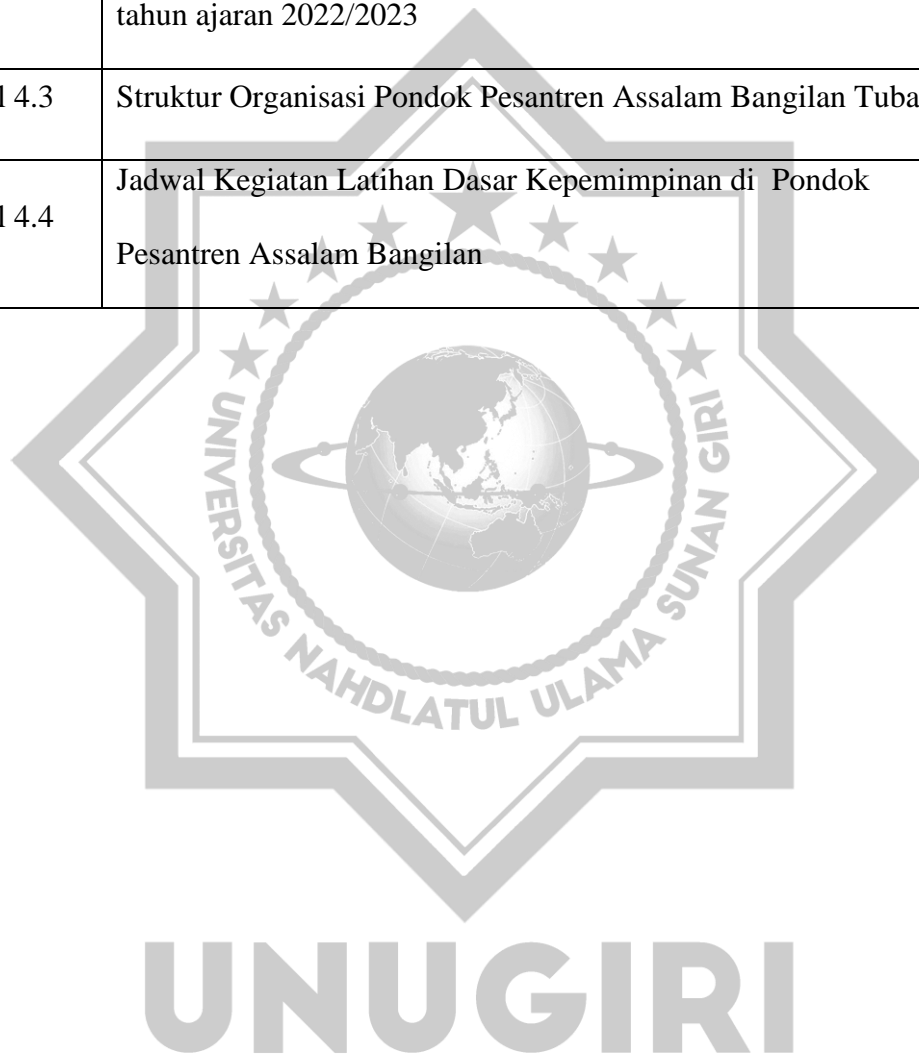 tahun ajaran 2022/2023
l 4.3 Struktur Organisasi Pondok Pesantren Assalam Bangilan Tuba
Jadwal Kegiatan Latihan Dasar Kepemimpinan di Pondok
l 4.4
Pesantren Assalam Bangilan
UNIVERSITAS NAHDLATUL ULAMA SUNAN GIRI
UNUGIRI